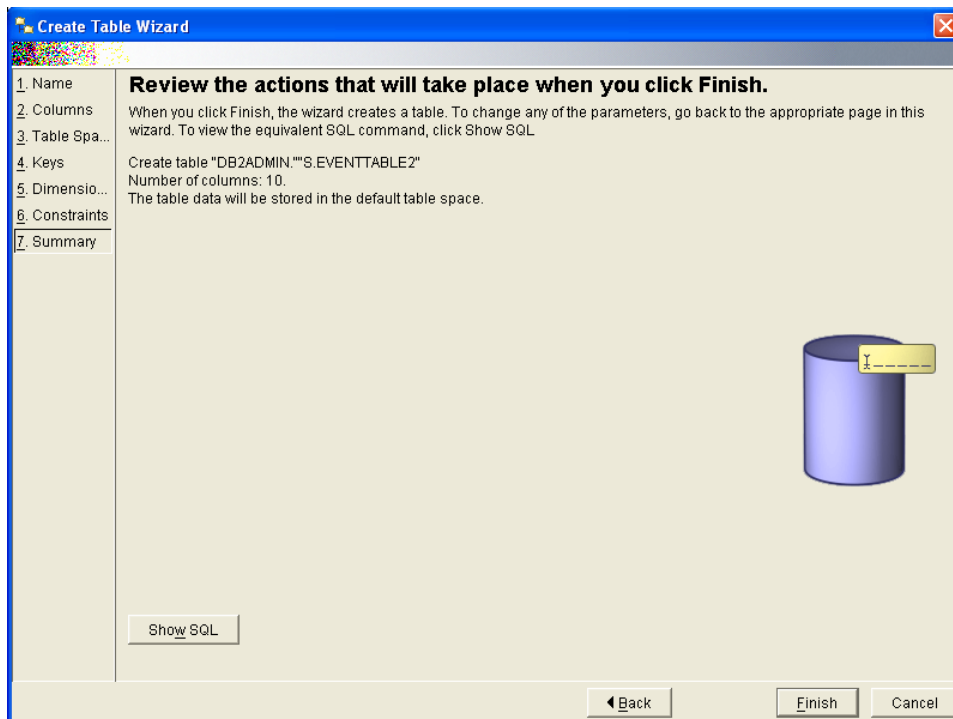 Create Table Wizard
1. Name
2. Columns
3. Table Spa...
4. Keys
5. Dimensio...
6. Constraints
7. Summary
Review the actions that will take place when you click Finish.
When you click Finish, the wizard creates a table. To change any of the parameters, go back to the appropriate page in this
wizard. To view the equivalent SQL command, click Show SQL
Create table "DB2ADMIN.""S.EVENTTABLE2"
Number of columns: 10.
The table data will be stored in the default table space.
Show SQL
Back
Finish
Cancel